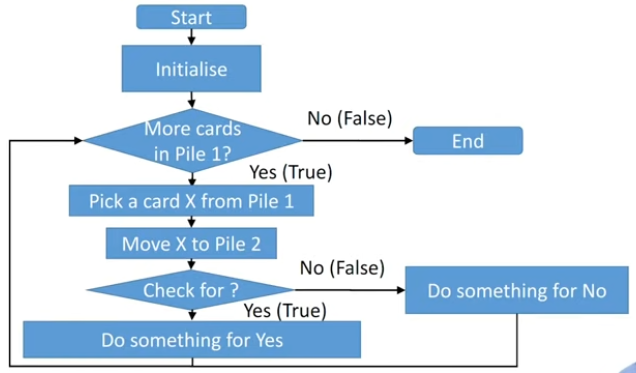 Start
Initialise
More cards
in Pile 1?
No (False)
End
Yes (True)
Pick a card X from Pile 1
Move X to Pile 2
Check for ?
No (False)
Do something for No
Yes (True)
Do something for Yes